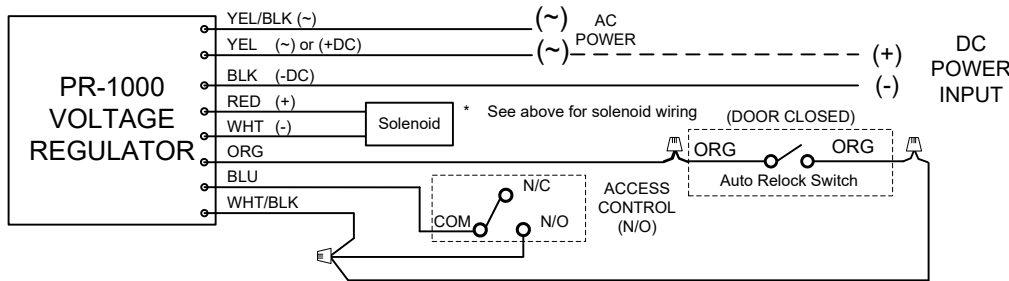 YEL/BLK (~)
(~) AC
YEL (~) or (+DC)
(~) POWER
(+) DC
BLK (-DC)
(-) POWER
INPUT
PR-1000
VOLTAGE
REGULATOR
RED (+)
WHT (-)
Solenoid
* See above for solenoid wiring
(DOOR CLOSED)
ORG
ORG
ORG
Auto Relock Switch
BLU
N/C
COM
N/O
ACCESS
CONTROL
(N/O)
WHT/BLK